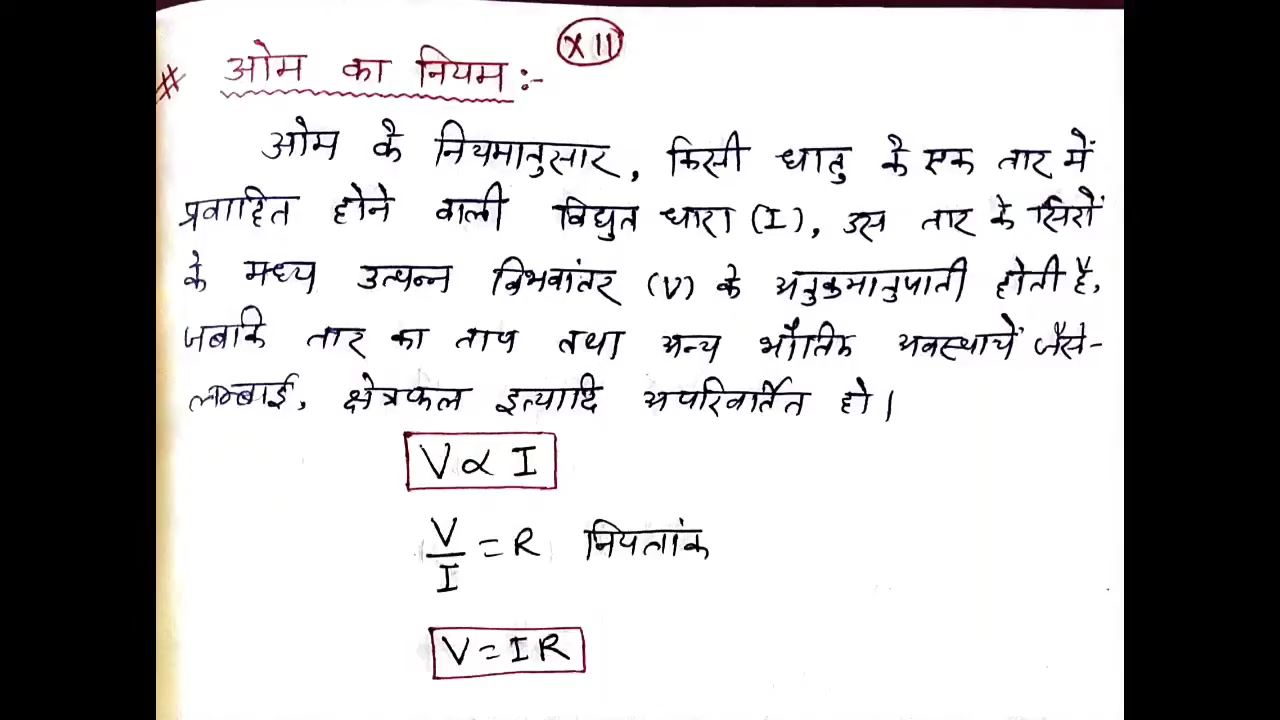 X 11
# ओम का नियम :-
ओम के नियमानुसार, किसी धातु के एक तार में
प्रवाहित होने वाली विद्युत धारा (I), उस तार के सिरों
के मध्य उत्पन्न विभवांतर (V) के अनुक्रमानुपाती होती है,
जबकि तार का ताप तथा अन्य भौतिक अवस्थायें जैसे-
लम्बाई, क्षेत्रफल इत्यादि अपरिवर्तित हो।
V ∝ I
V/I = R नियतांक
V = IR